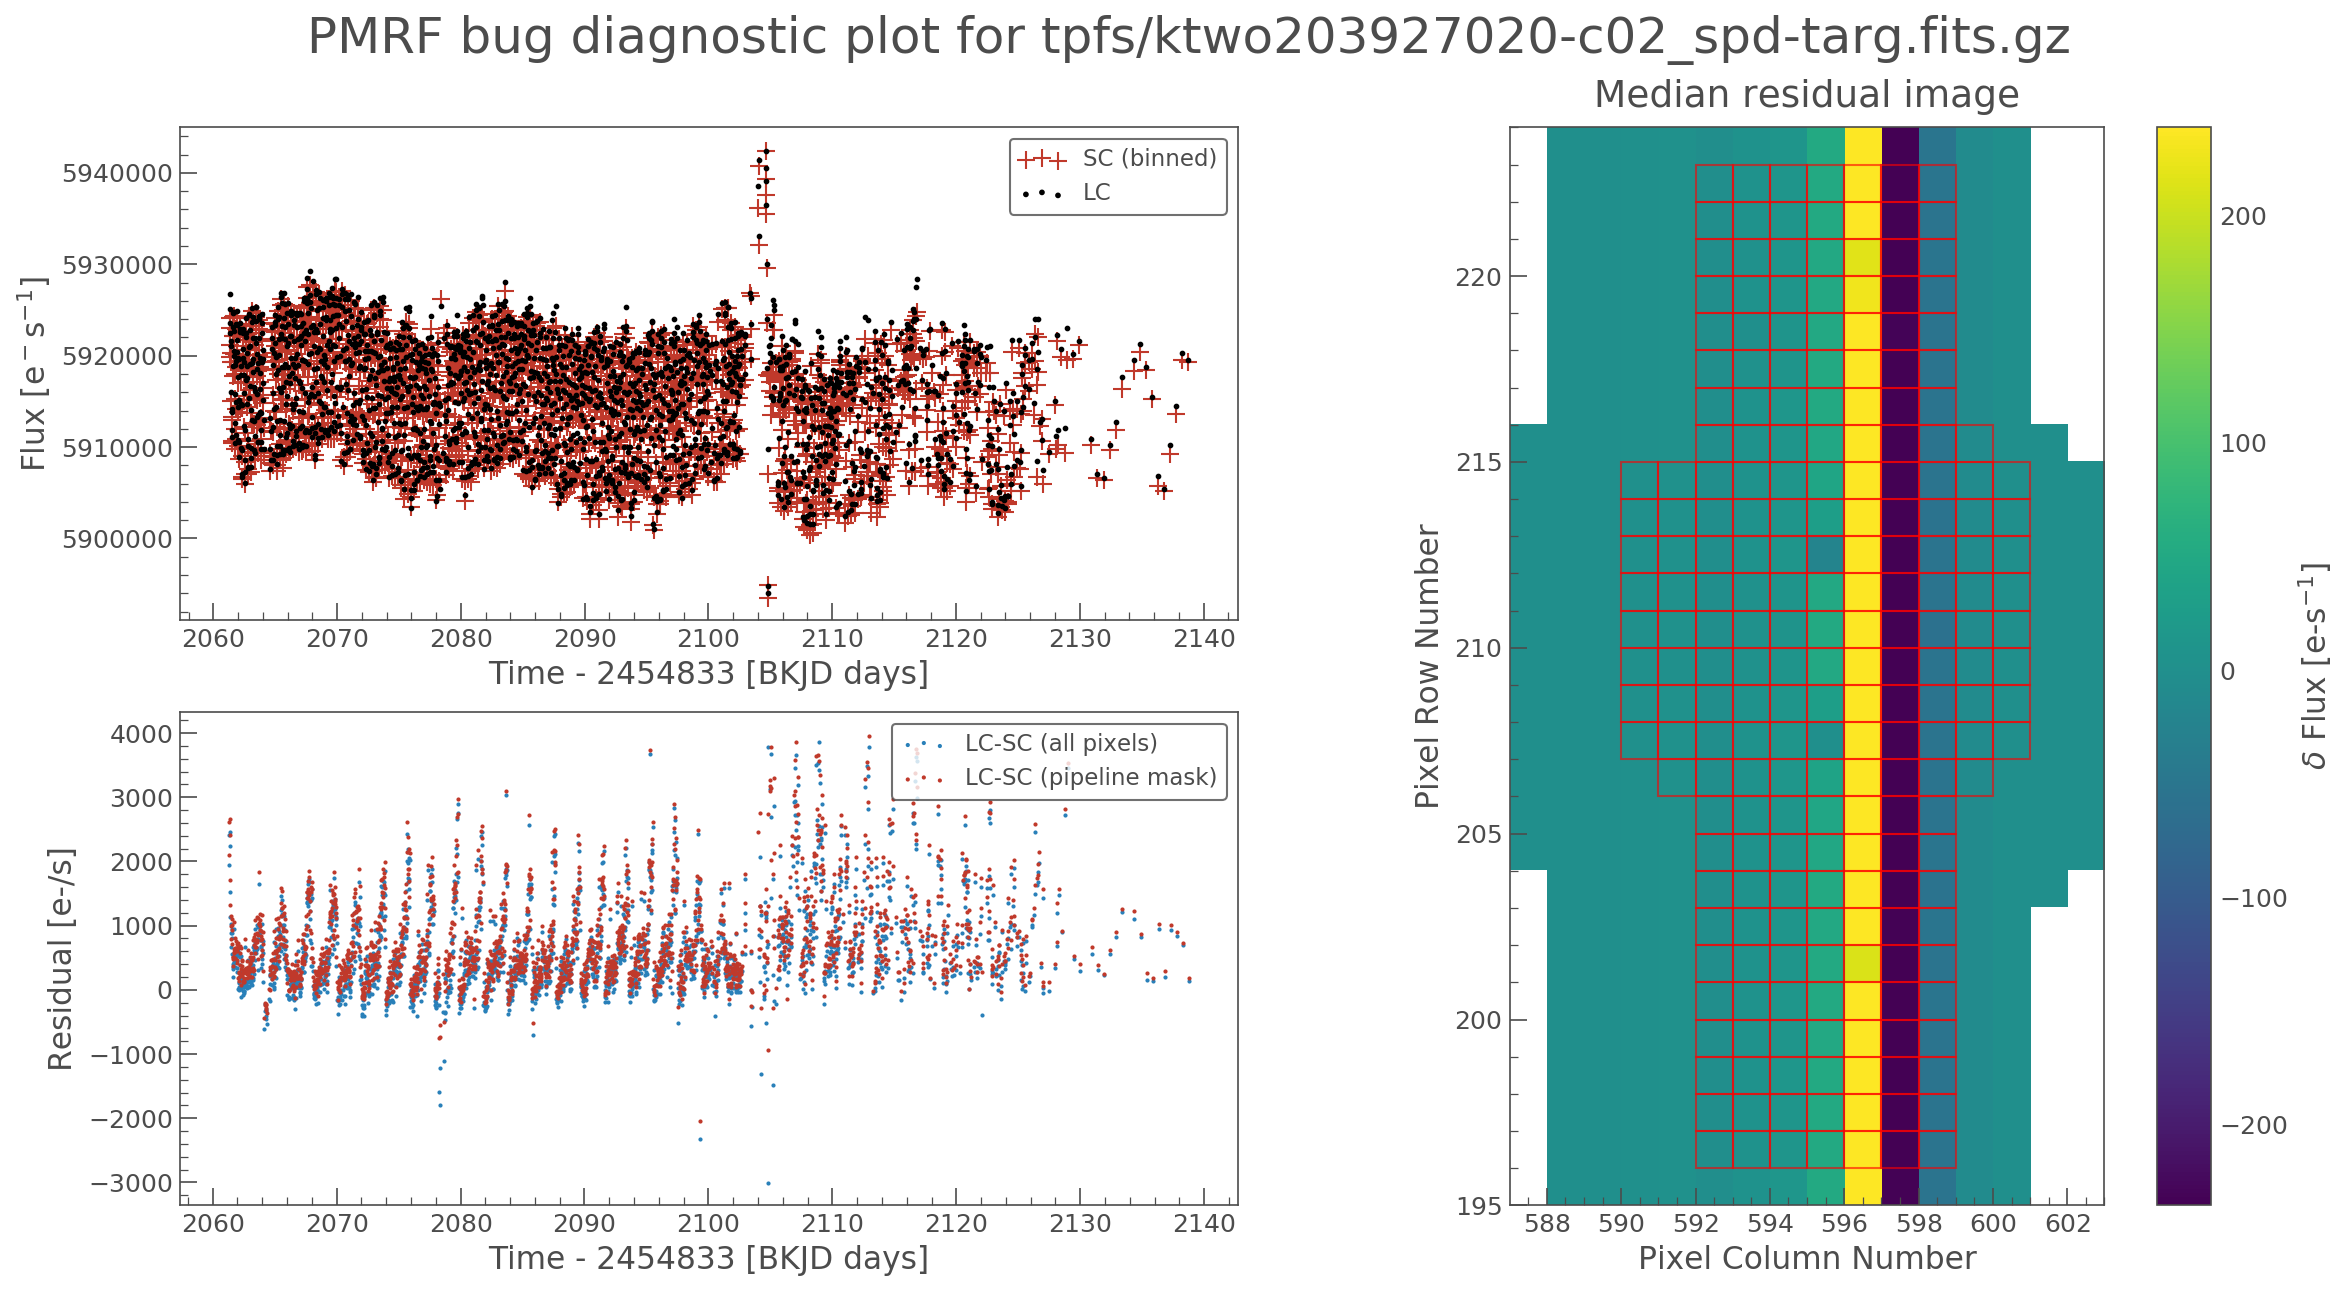 PMRF bug diagnostic plot for tpfs/ktwo203927020-c02_spd-targ.fits.gz
Flux [e⁻ s⁻¹]
5940000
5930000
5920000
5910000
5900000
SC (binned)
LC
2060 2070 2080 2090 2100 2110 2120 2130 2140
Time - 2454833 [BKJD days]
Residual [e-/s]
4000
3000
2000
1000
0
−1000
−2000
−3000
LC-SC (all pixels)
LC-SC (pipeline mask)
2060 2070 2080 2090 2100 2110 2120 2130 2140
Time - 2454833 [BKJD days]
Median residual image
Pixel Row Number
220
215
210
205
200
195
588 590 592 594 596 598 600 602
Pixel Column Number
200
100
0
−100
−200
δ Flux [e-s⁻¹]